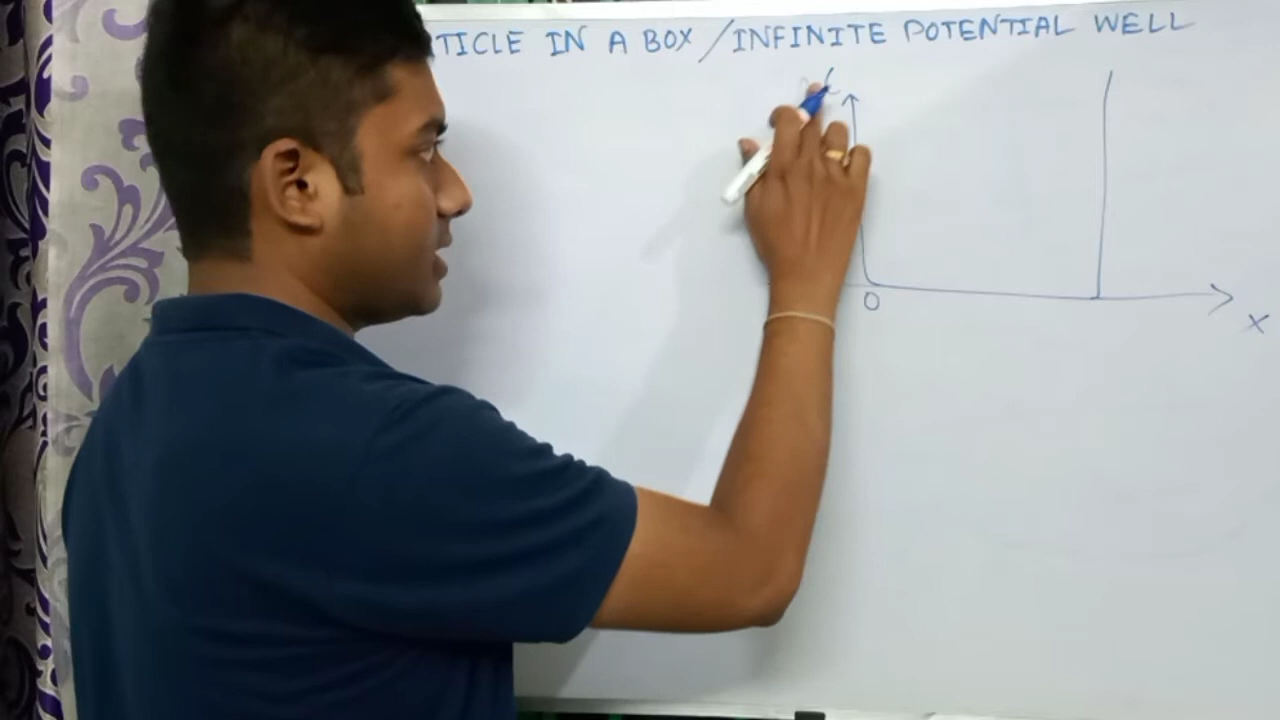 TICLE IN A BOX / INFINITE POTENTIAL WELL
0
x